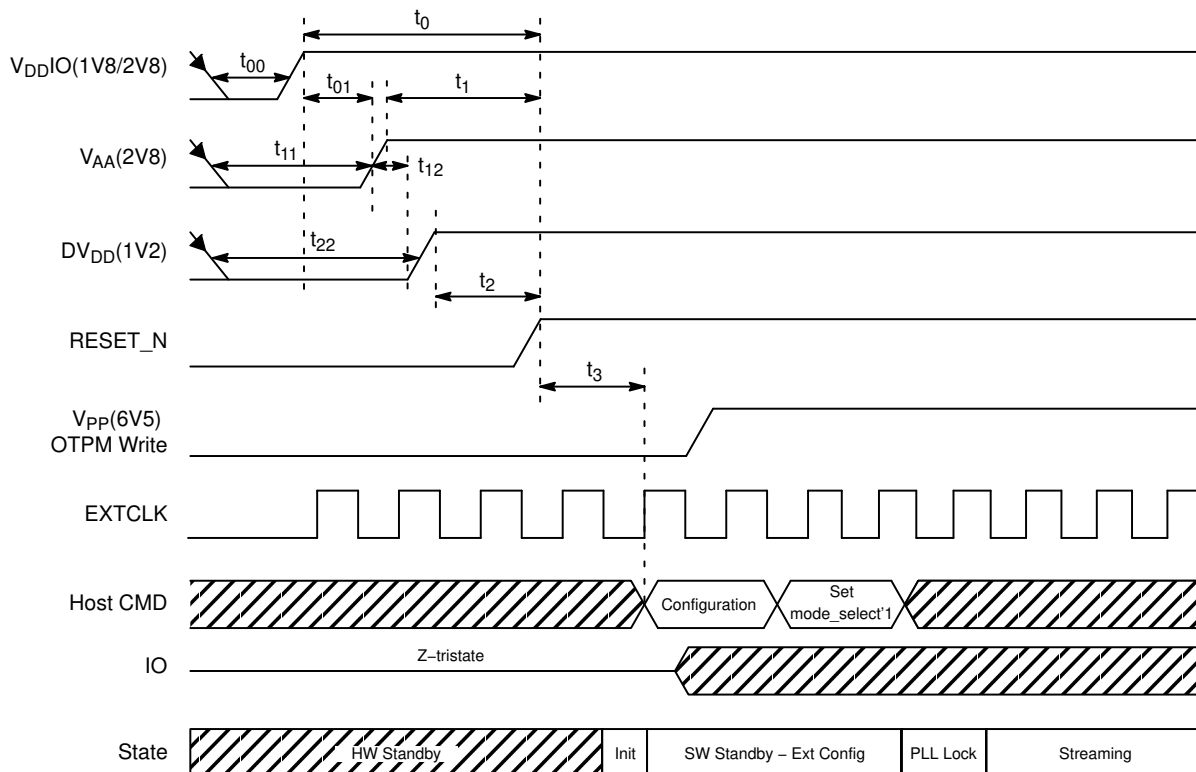 t0
VDDIO(1V8/2V8)
t00
t01
t1
VAA(2V8)
t11
t12
DVDD(1V2)
t22
t2
RESET_N
t3
VPP(6V5)
OTPM Write
EXTCLK
Host CMD
Configuration
Set
mode_select'1
IO
Z−tristate
State
HW Standby
Init
SW Standby − Ext Config
PLL Lock
Streaming